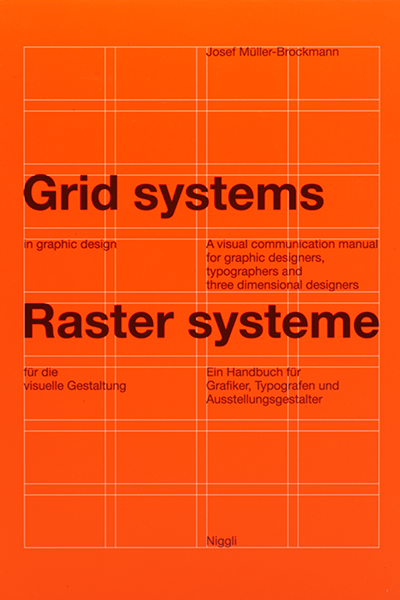 Josef Müller-Brockmann
Grid systems
in graphic design
A visual communication manual
for graphic designers,
typographers and
three dimensional designers
Raster systeme
für die
visuelle Gestaltung
Ein Handbuch für
Grafiker, Typografen und
Ausstellungsgestalter
Niggli